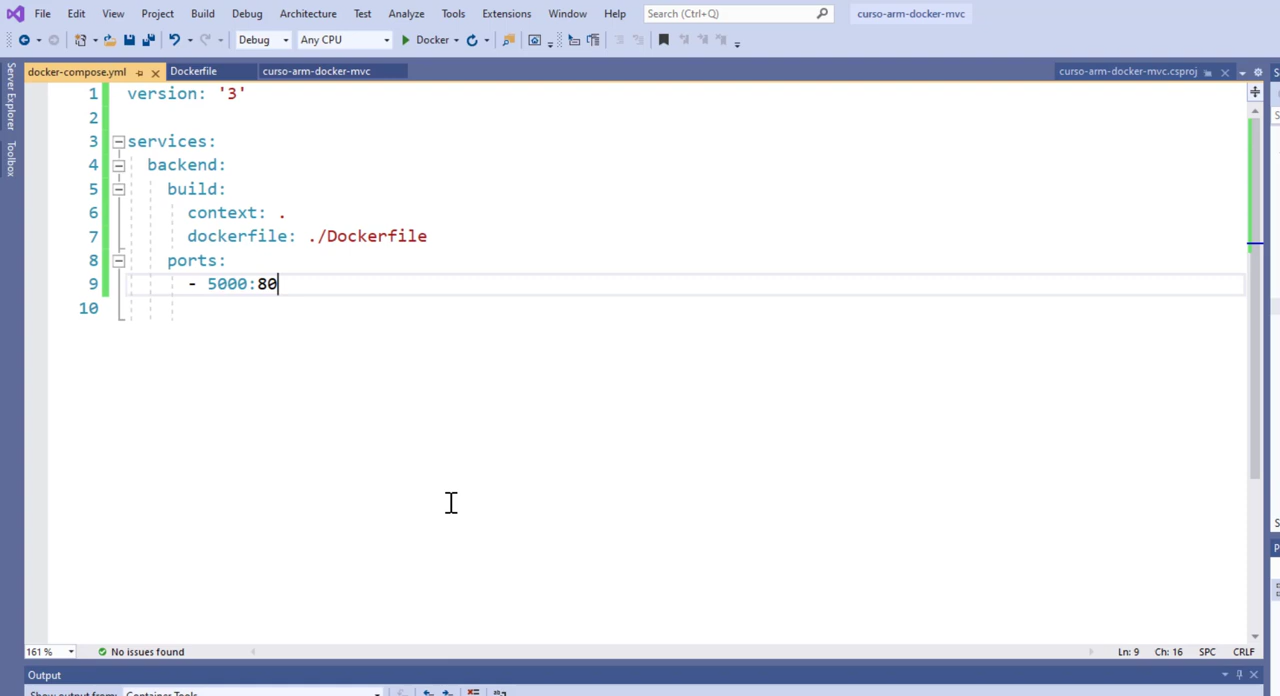 File Edit View Project Build Debug Architecture Test Analyze Tools Extensions Window Help Search (Ctrl+Q) curso-arm-docker-mvc
Debug Any CPU Docker
docker-compose.yml Dockerfile curso-arm-docker-mvc curso-arm-docker-mvc.csproj
Server Explorer
Toolbox
1 version: '3'
2
3 services:
4 backend:
5 build:
6 context: .
7 dockerfile: ./Dockerfile
8 ports:
9 - 5000:80
10
161 % No issues found Ln: 9 Ch: 16 SPC CRLF
Output
Show output from: Container Tools